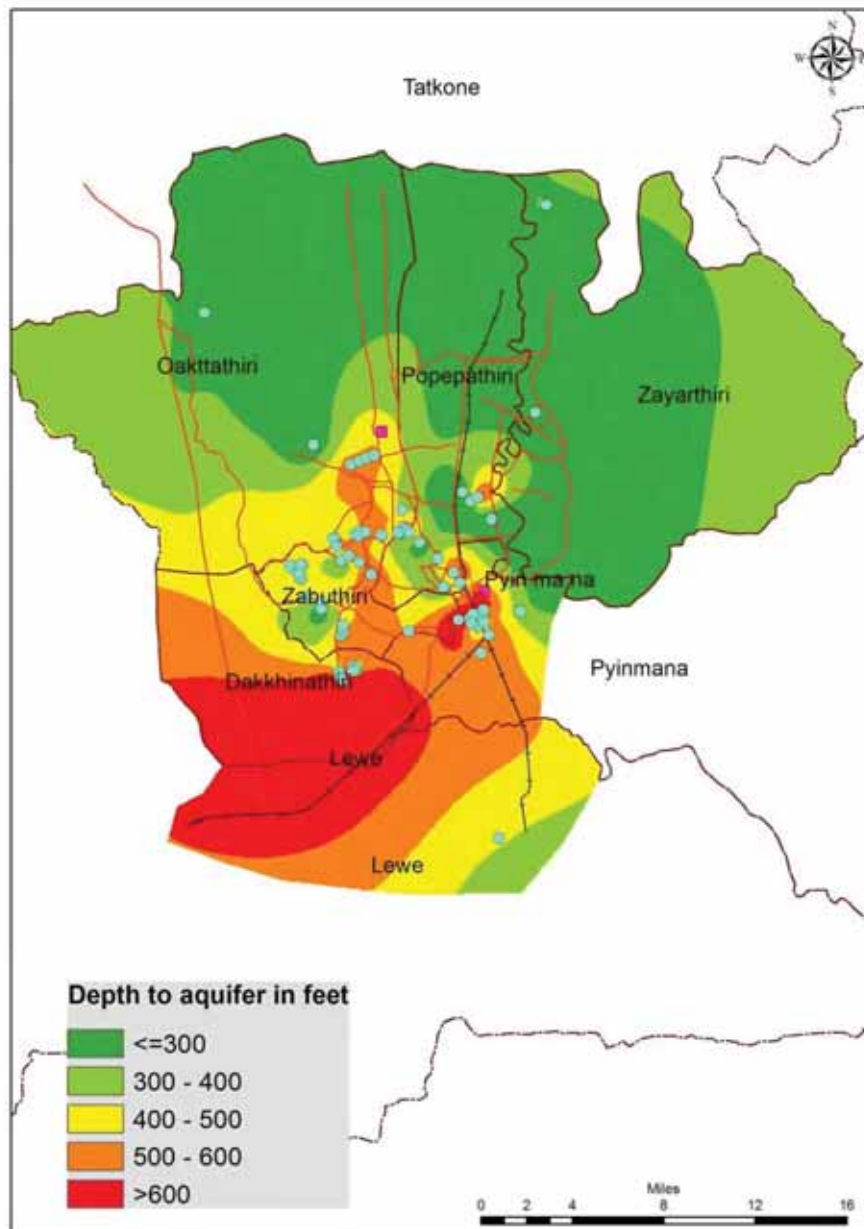 N
W
S
Tatkone
Oakttathiri
Popepathiri
Zayarthiri
Pyin ma na
Zabuthiri
Pyinmana
Dakkhinathiri
Lewe
Lewe
Depth to aquifer in feet
<=300
300 - 400
400 - 500
500 - 600
>600
Miles
0 2 4 8 12 16